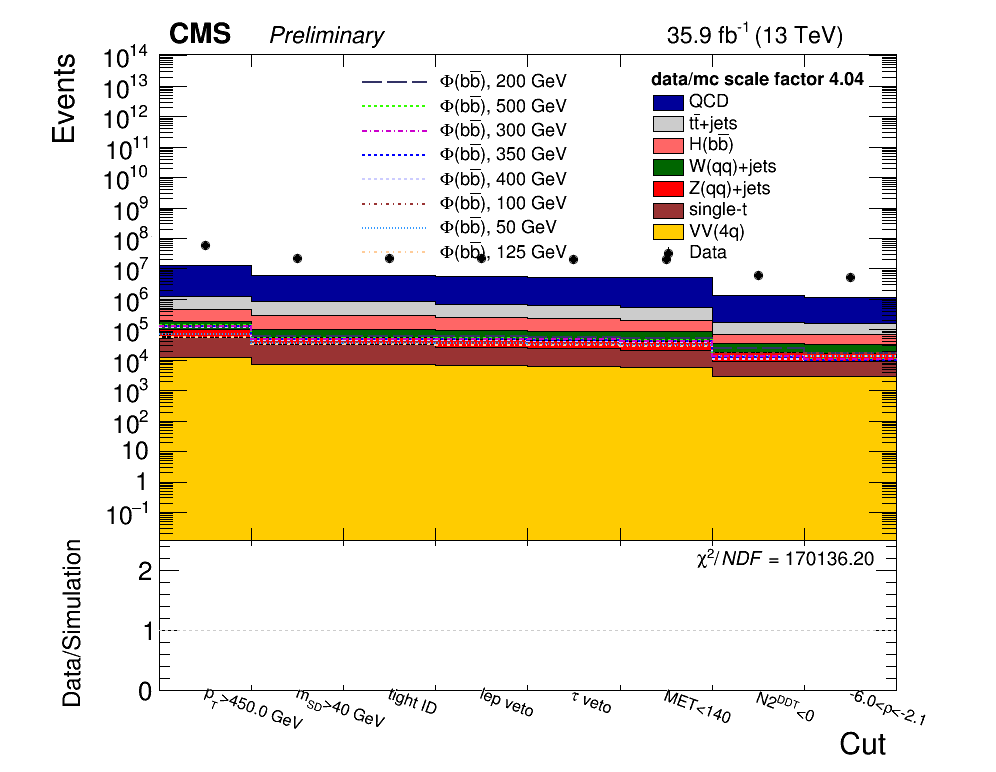 CMS Preliminary 35.9 fb⁻¹ (13 TeV)
Events
10¹⁴
10¹³
10¹²
10¹¹
10¹⁰
10⁹
10⁸
10⁷
10⁶
10⁵
10⁴
10³
10²
10
1
10⁻¹
Φ(bb̅), 200 GeV
Φ(bb̅), 500 GeV
Φ(bb̅), 300 GeV
Φ(bb̅), 350 GeV
Φ(bb̅), 400 GeV
Φ(bb̅), 100 GeV
Φ(bb̅), 50 GeV
Φ(bb̅), 125 GeV
data/mc scale factor 4.04
QCD
tt̅+jets
H(bb̅)
W(qq)+jets
Z(qq)+jets
single-t
VV(4q)
Data
Data/Simulation
2
1
0
χ²/NDF = 170136.20
p_T>450.0 GeV
m_SD>40 GeV
tight ID
lep veto
τ veto
MET<140
N2^DDT<0
-6.0<ρ<-2.1
Cut